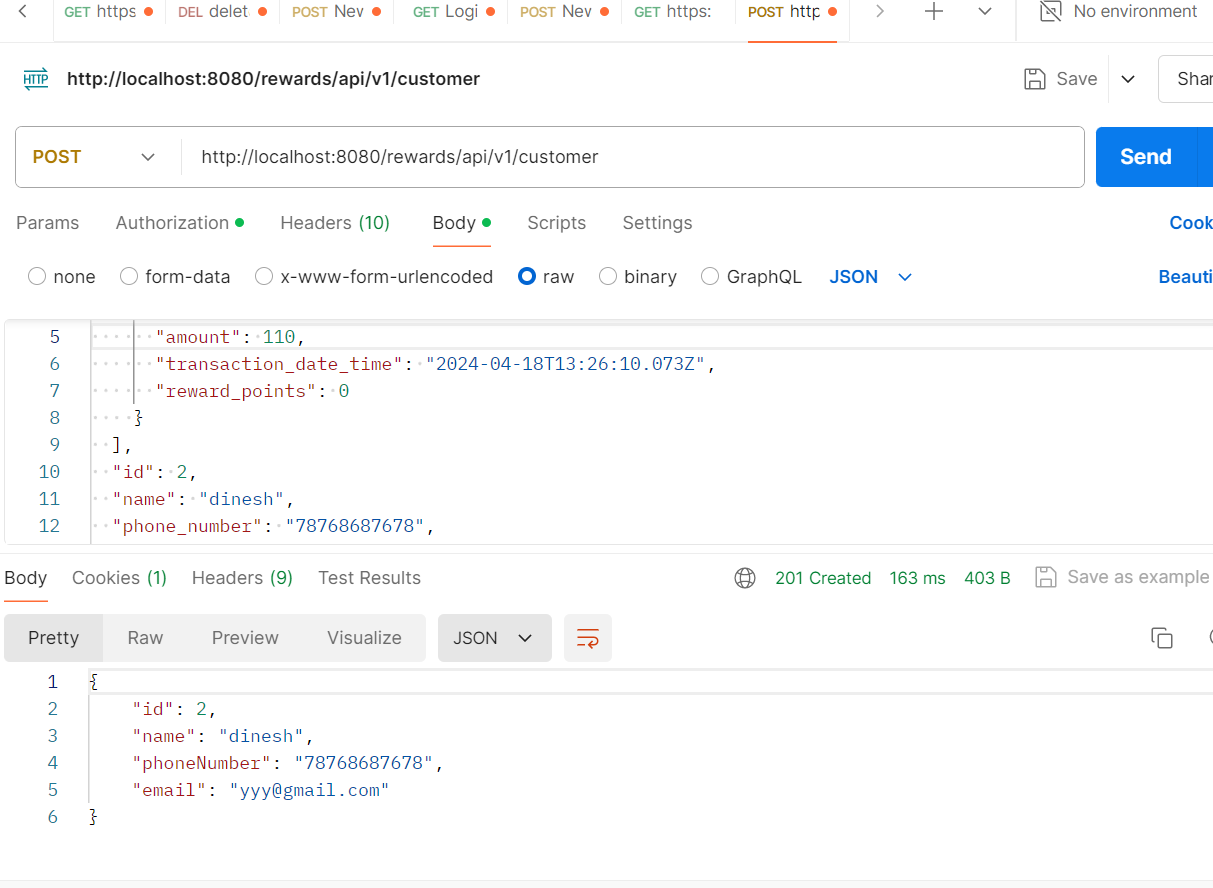 GET https DEL delet POST Nev GET Logi POST Nev GET https: POST http No environment
HTTP http://localhost:8080/rewards/api/v1/customer Save Shar
POST http://localhost:8080/rewards/api/v1/customer Send
Params Authorization Headers (10) Body Scripts Settings Cook
none form-data x-www-form-urlencoded raw binary GraphQL JSON Beauti
5 "amount": 110,
6 "transaction_date_time": "2024-04-18T13:26:10.073Z",
7 "reward_points": 0
8 }
9 ],
10 "id": 2,
11 "name": "dinesh",
12 "phone_number": "78768687678",
Body Cookies (1) Headers (9) Test Results 201 Created 163 ms 403 B Save as example
Pretty Raw Preview Visualize JSON
1 {
2 "id": 2,
3 "name": "dinesh",
4 "phoneNumber": "78768687678",
5 "email": "yyy@gmail.com"
6 }